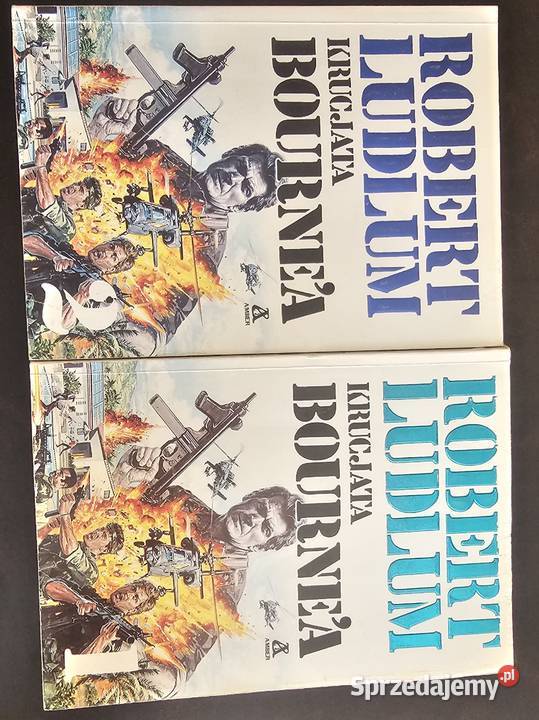 ROBERT
LUDLUM
KRUCJATA
BOURNE'A
AMBER
2
ROBERT
LUDLUM
KRUCJATA
BOURNE'A
AMBER
1
Sprzedajemy.pl